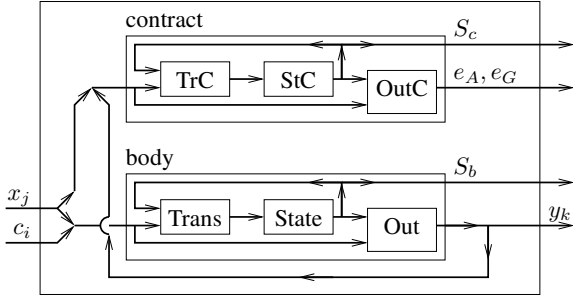 contract
S_c
TrC
StC
OutC
e_A, e_G
body
S_b
x_j
Trans
State
Out
y_k
c_i